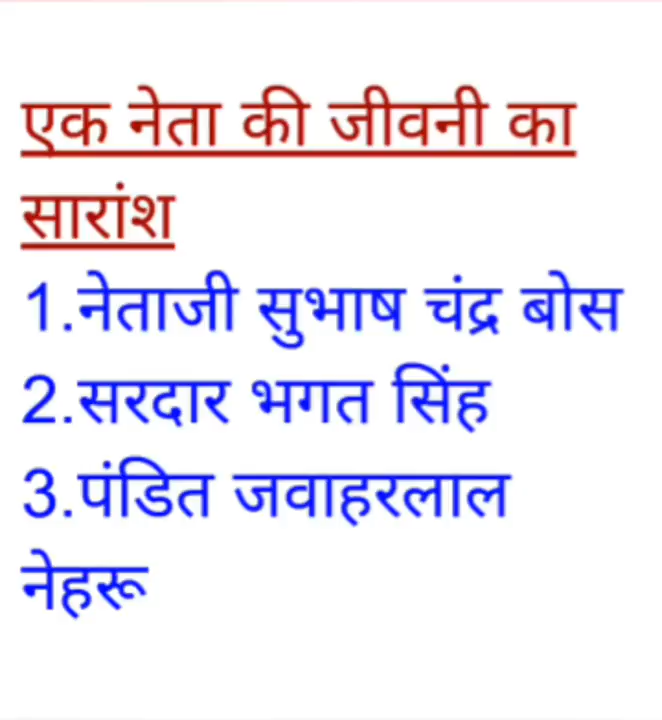 एक नेता की जीवनी का
सारांश
1.नेताजी सुभाष चंद्र बोस
2.सरदार भगत सिंह
3.पंडित जवाहरलाल
नेहरू